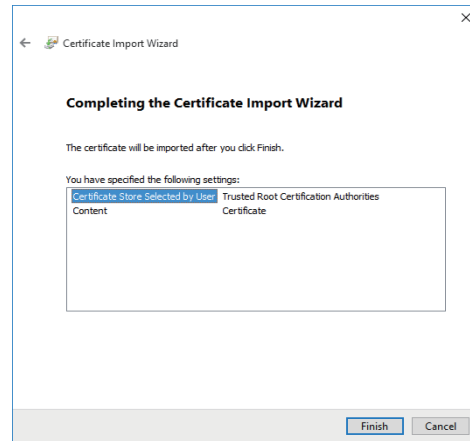 Certificate Import Wizard
Completing the Certificate Import Wizard
The certificate will be imported after you click Finish.
You have specified the following settings:
Certificate Store Selected by User Trusted Root Certification Authorities
Content Certificate
Finish Cancel